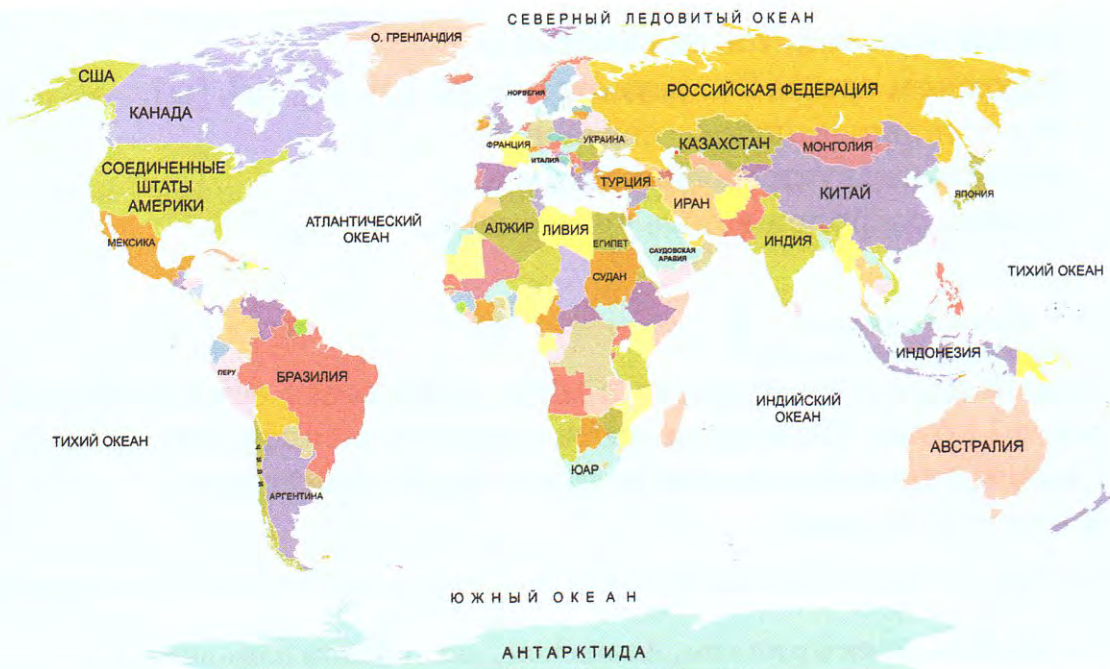 СЕВЕРНЫЙ ЛЕДОВИТЫЙ ОКЕАН
О. ГРЕНЛАНДИЯ
США
КАНАДА
НОРВЕГИЯ
РОССИЙСКАЯ ФЕДЕРАЦИЯ
СОЕДИНЕННЫЕ
ШТАТЫ
АМЕРИКИ
ФРАНЦИЯ
УКРАИНА
ИТАЛИЯ
КАЗАХСТАН
МОНГОЛИЯ
ТУРЦИЯ
ИРАН
КИТАЙ
ЯПОНИЯ
МЕКСИКА
АТЛАНТИЧЕСКИЙ
ОКЕАН
АЛЖИР
ЛИВИЯ
ЕГИПЕТ
САУДОВСКАЯ
АРАВИЯ
ИНДИЯ
СУДАН
ТИХИЙ ОКЕАН
ПЕРУ
БРАЗИЛИЯ
ИНДОНЕЗИЯ
ИНДИЙСКИЙ
ОКЕАН
ТИХИЙ ОКЕАН
ЧИЛИ
АРГЕНТИНА
ЮАР
АВСТРАЛИЯ
ЮЖНЫЙ ОКЕАН
АНТАРКТИДА